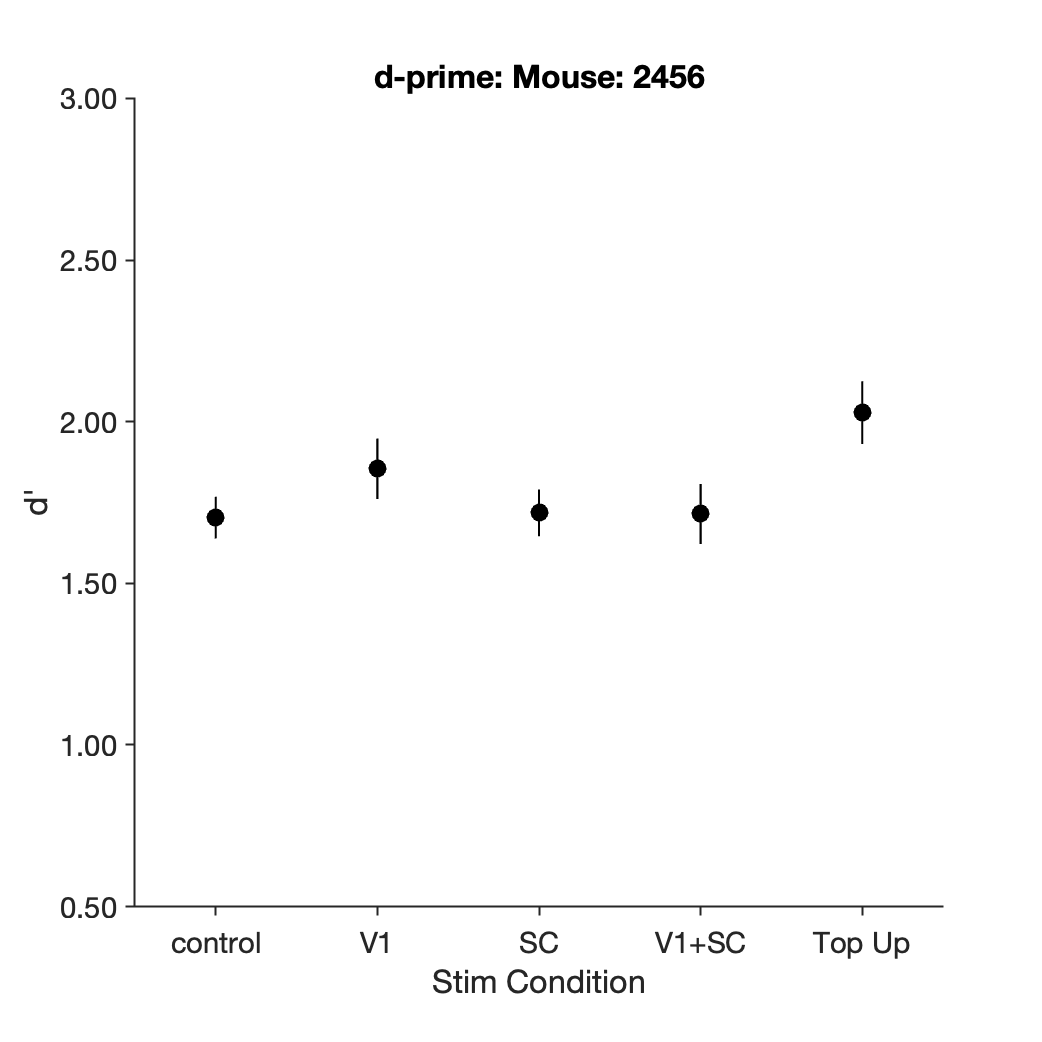 d-prime: Mouse: 2456
3.00
2.50
2.00
1.50
1.00
0.50
d'
control V1 SC V1+SC Top Up
Stim Condition